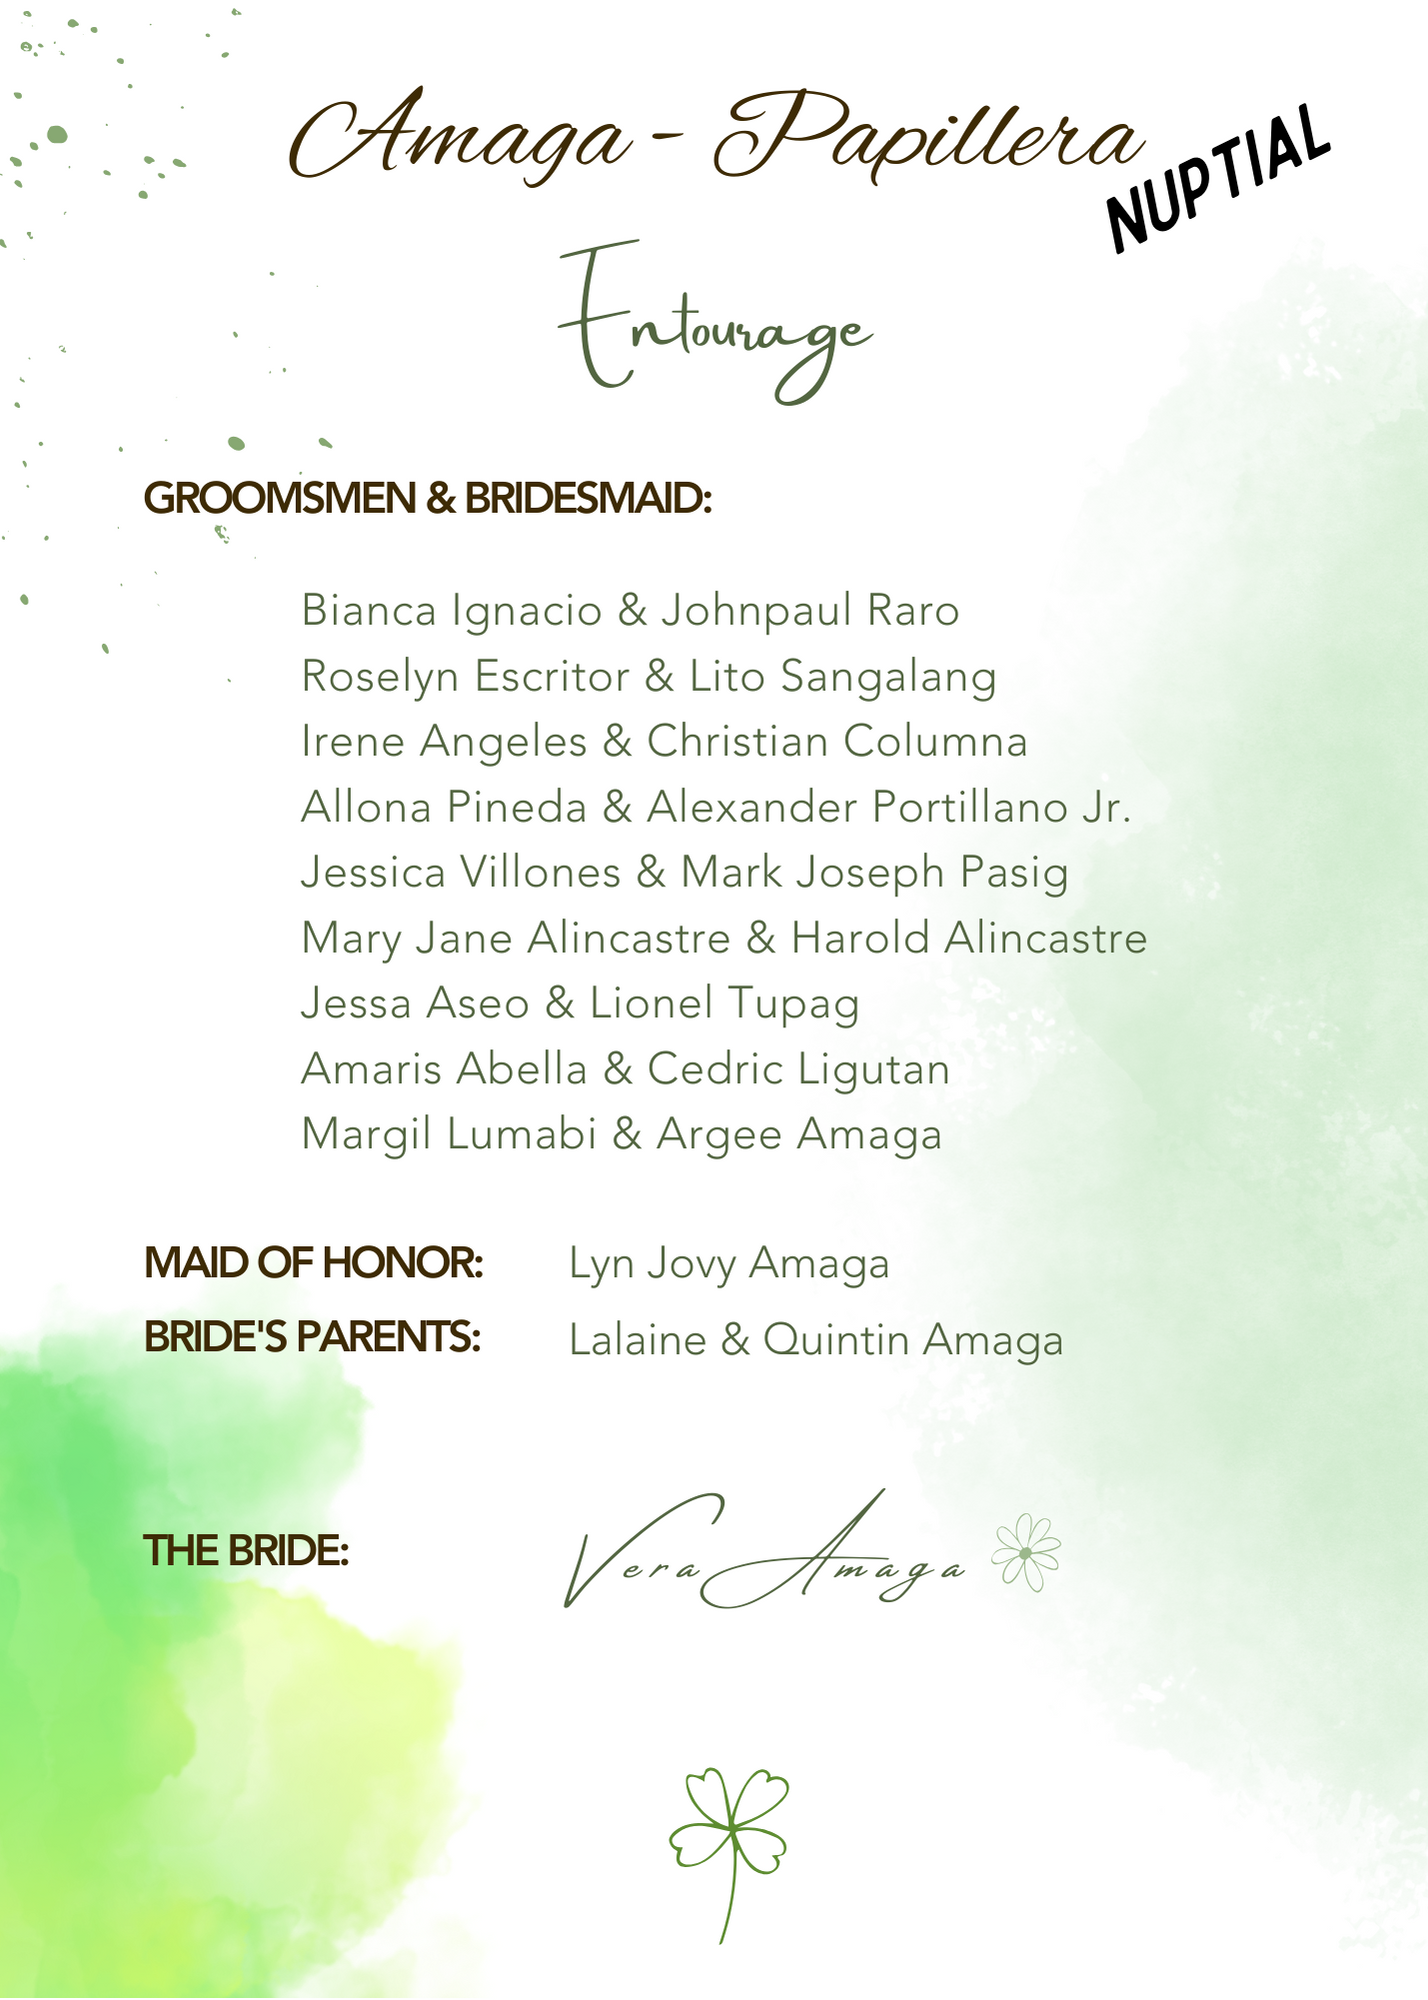 Amaga - Papillera
NUPTIAL
Entourage
GROOMSMEN & BRIDESMAID:
Bianca Ignacio & Johnpaul Raro
Roselyn Escritor & Lito Sangalang
Irene Angeles & Christian Columna
Allona Pineda & Alexander Portillano Jr.
Jessica Villones & Mark Joseph Pasig
Mary Jane Alincastre & Harold Alincastre
Jessa Aseo & Lionel Tupag
Amaris Abella & Cedric Ligutan
Margil Lumabi & Argee Amaga
MAID OF HONOR: Lyn Jovy Amaga
BRIDE'S PARENTS: Lalaine & Quintin Amaga
THE BRIDE: Vera Amaga